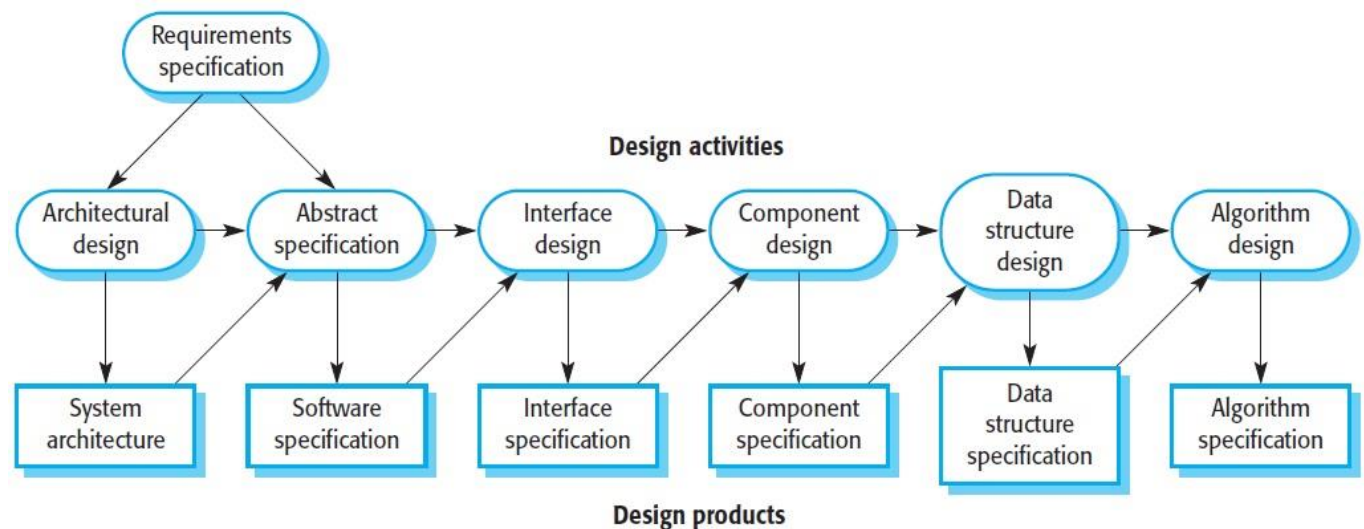 Requirements
specification
Design activities
Architectural
design
Abstract
specification
Interface
design
Component
design
Data
structure
design
Algorithm
design
System
architecture
Software
specification
Interface
specification
Component
specification
Data
structure
specification
Algorithm
specification
Design products